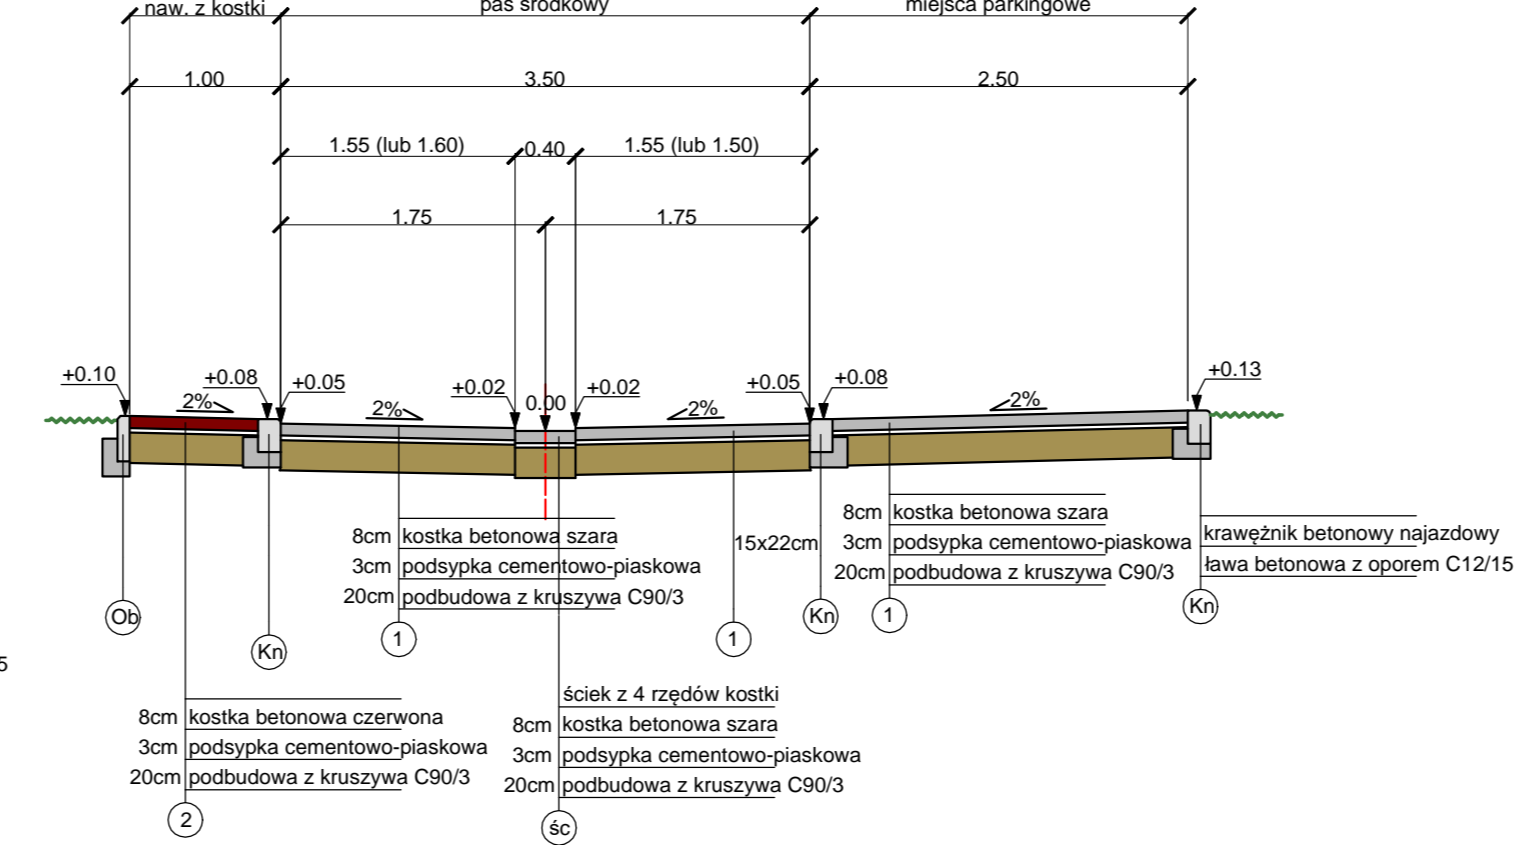 naw. z kostki
pas środkowy
miejsca parkingowe
1.00
3.50
2.50
1.55 (lub 1.60)
0.40
1.55 (lub 1.50)
1.75
1.75
+0.10
+0.08
+0.05
+0.02
0.00
+0.02
+0.05
+0.08
+0.13
2%
2%
2%
2%
8cm kostka betonowa szara
3cm podsypka cementowo-piaskowa
20cm podbudowa z kruszywa C90/3
15x22cm
8cm kostka betonowa szara
3cm podsypka cementowo-piaskowa
20cm podbudowa z kruszywa C90/3
krawężnik betonowy najazdowy
ława betonowa z oporem C12/15
Ob
Kn
1
1
Kn
1
Kn
5
8cm kostka betonowa czerwona
3cm podsypka cementowo-piaskowa
20cm podbudowa z kruszywa C90/3
2
ściek z 4 rzędów kostki
8cm kostka betonowa szara
3cm podsypka cementowo-piaskowa
20cm podbudowa z kruszywa C90/3
śc